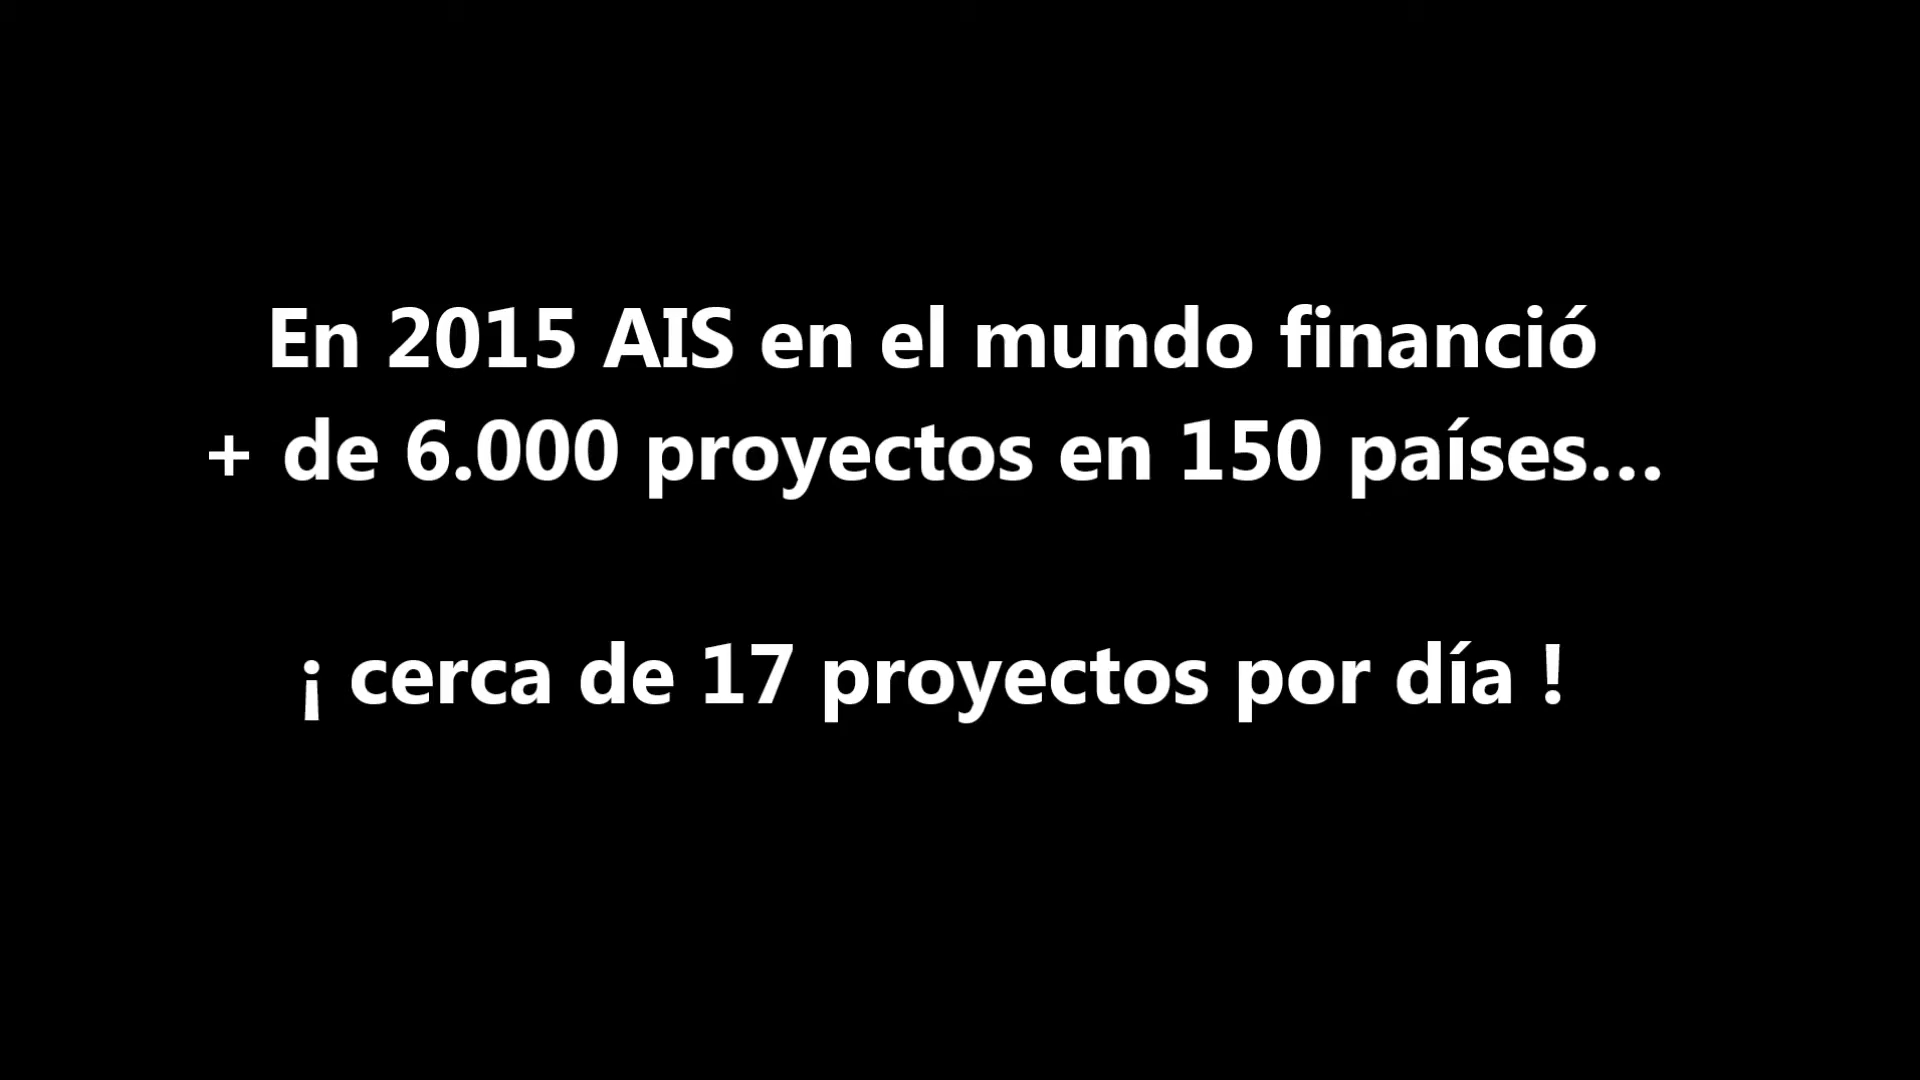 En 2015 AIS en el mundo financió
+ de 6.000 proyectos en 150 países...
¡ cerca de 17 proyectos por día !